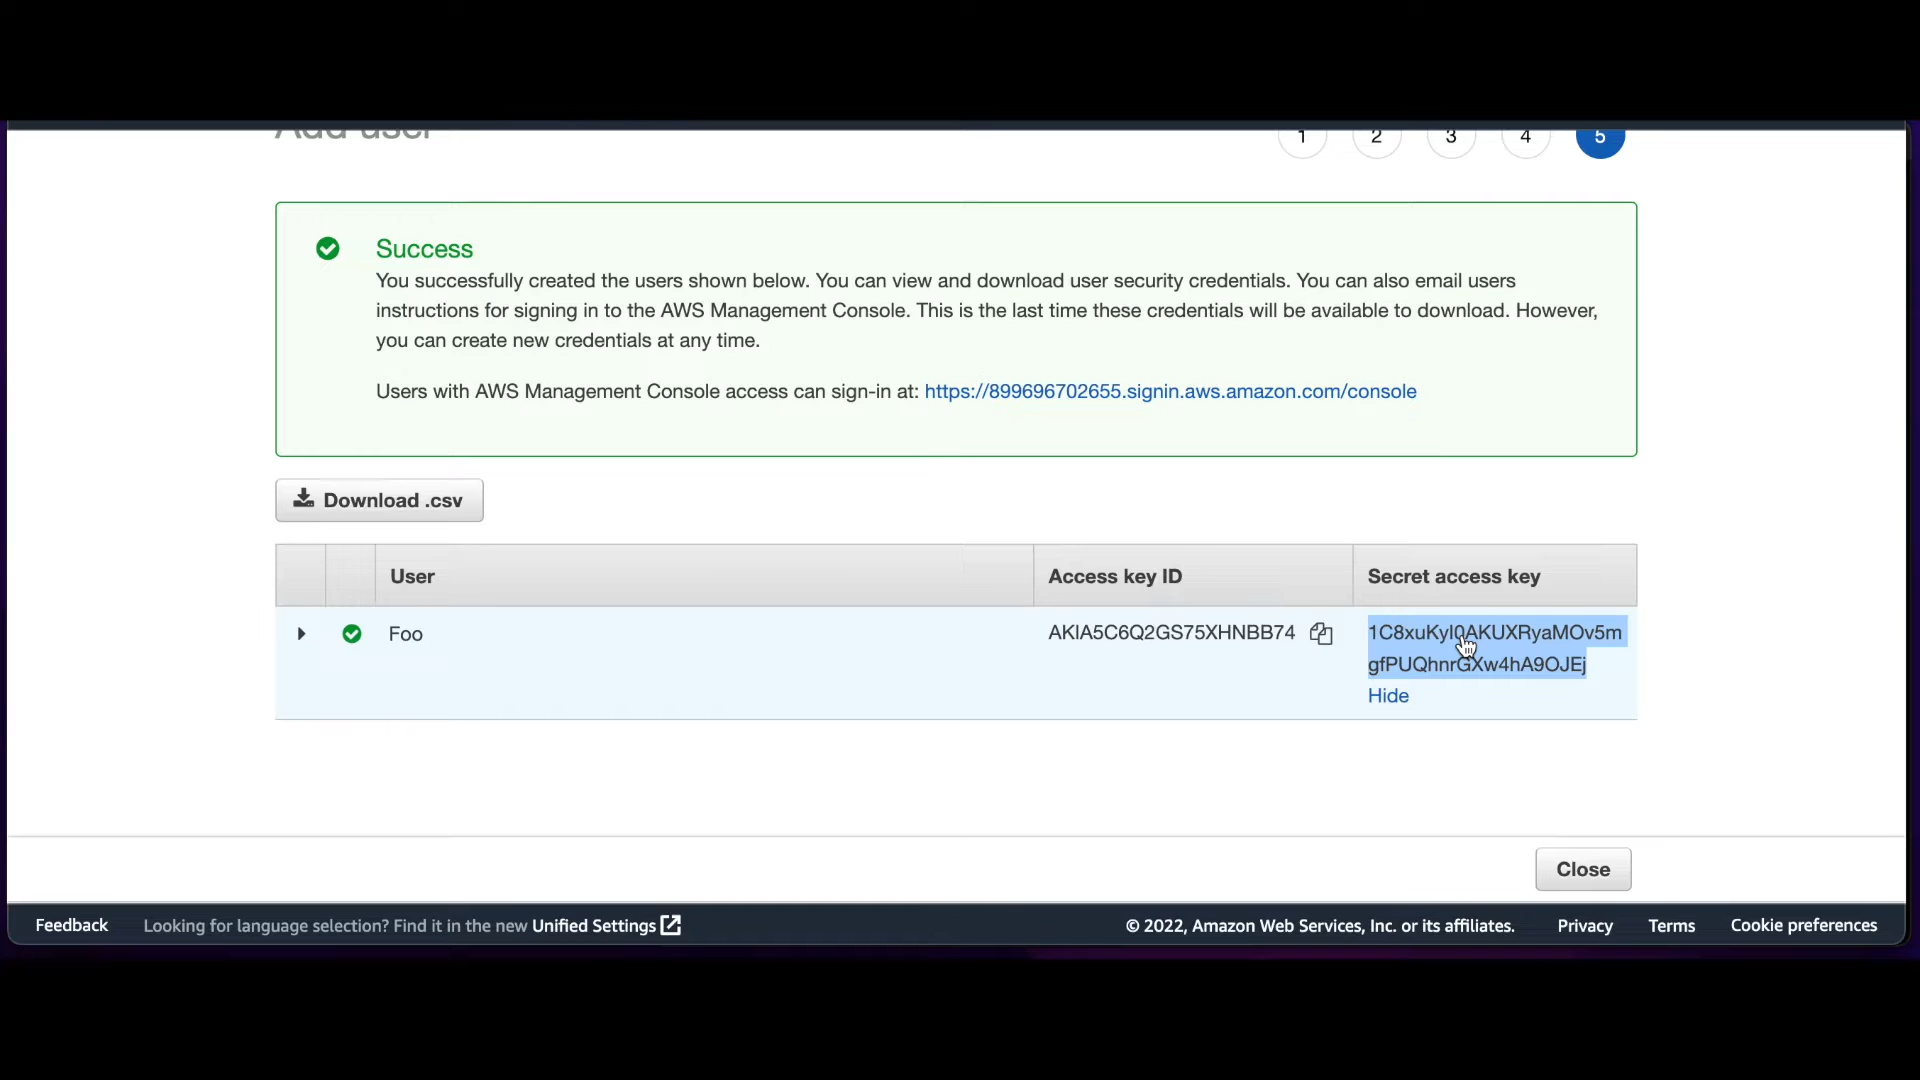 Add user
1 2 3 4 5
Success
You successfully created the users shown below. You can view and download user security credentials. You can also email users
instructions for signing in to the AWS Management Console. This is the last time these credentials will be available to download. However,
you can create new credentials at any time.
Users with AWS Management Console access can sign-in at: https://899696702655.signin.aws.amazon.com/console
Download .csv
User Access key ID Secret access key
Foo AKIA5C6Q2GS75XHNBB74
Hide
Close
Feedback Looking for language selection? Find it in the new Unified Settings © 2022, Amazon Web Services, Inc. or its affiliates. Privacy Terms Cookie preferences